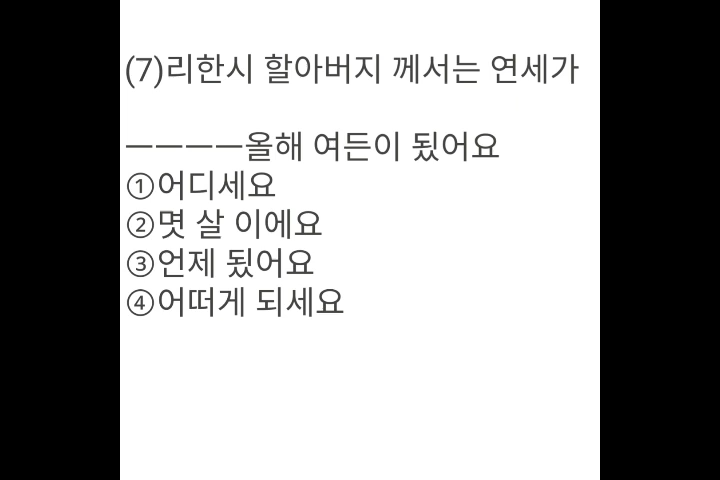 (7)리한시 할아버지 께서는 연세가
ㅡㅡㅡㅡ올해 여든이 됬어요
①어디세요
②몃 살 이에요
③언제 됬어요
④어떠게 되세요